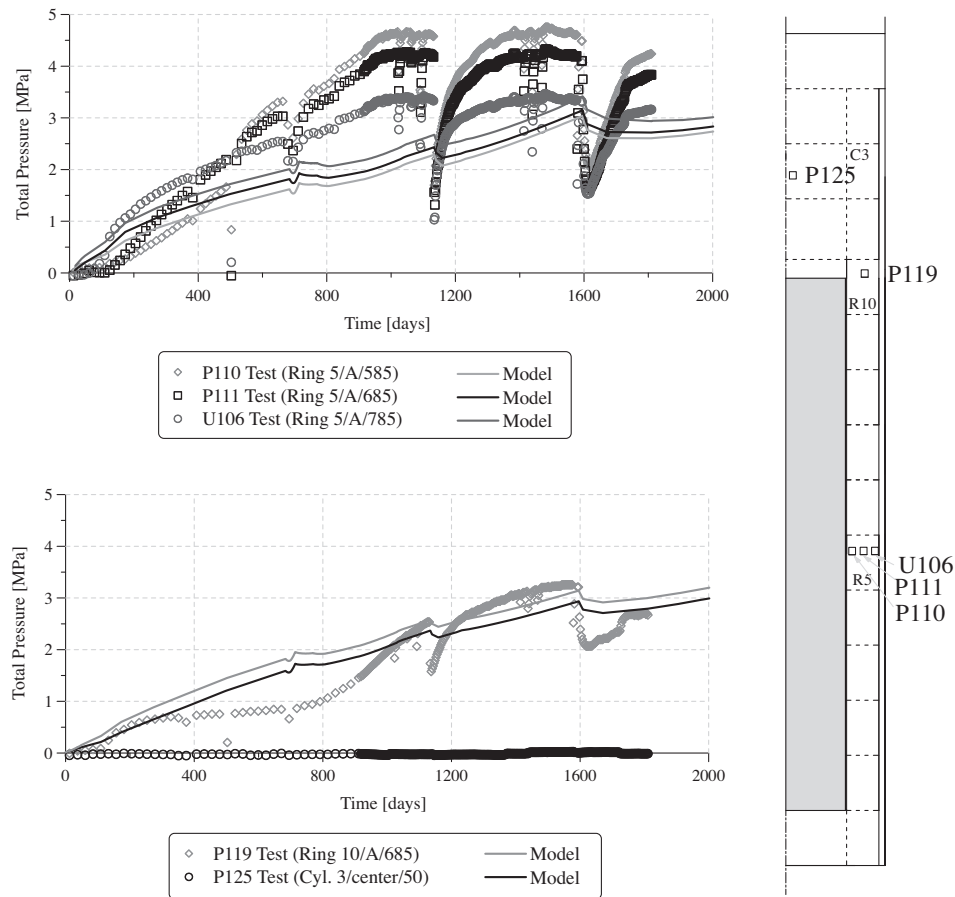 5
4
3
2
1
0
Total Pressure [MPa]
0 400 800 1200 1600 2000
Time [days]
P110 Test (Ring 5/A/585) Model
P111 Test (Ring 5/A/685) Model
U106 Test (Ring 5/A/785) Model
5
4
3
2
1
0
Total Pressure [MPa]
0 400 800 1200 1600 2000
Time [days]
P119 Test (Ring 10/A/685) Model
P125 Test (Cyl. 3/center/50) Model
C3
P125
P119
R10
U106
R5
P111
P110